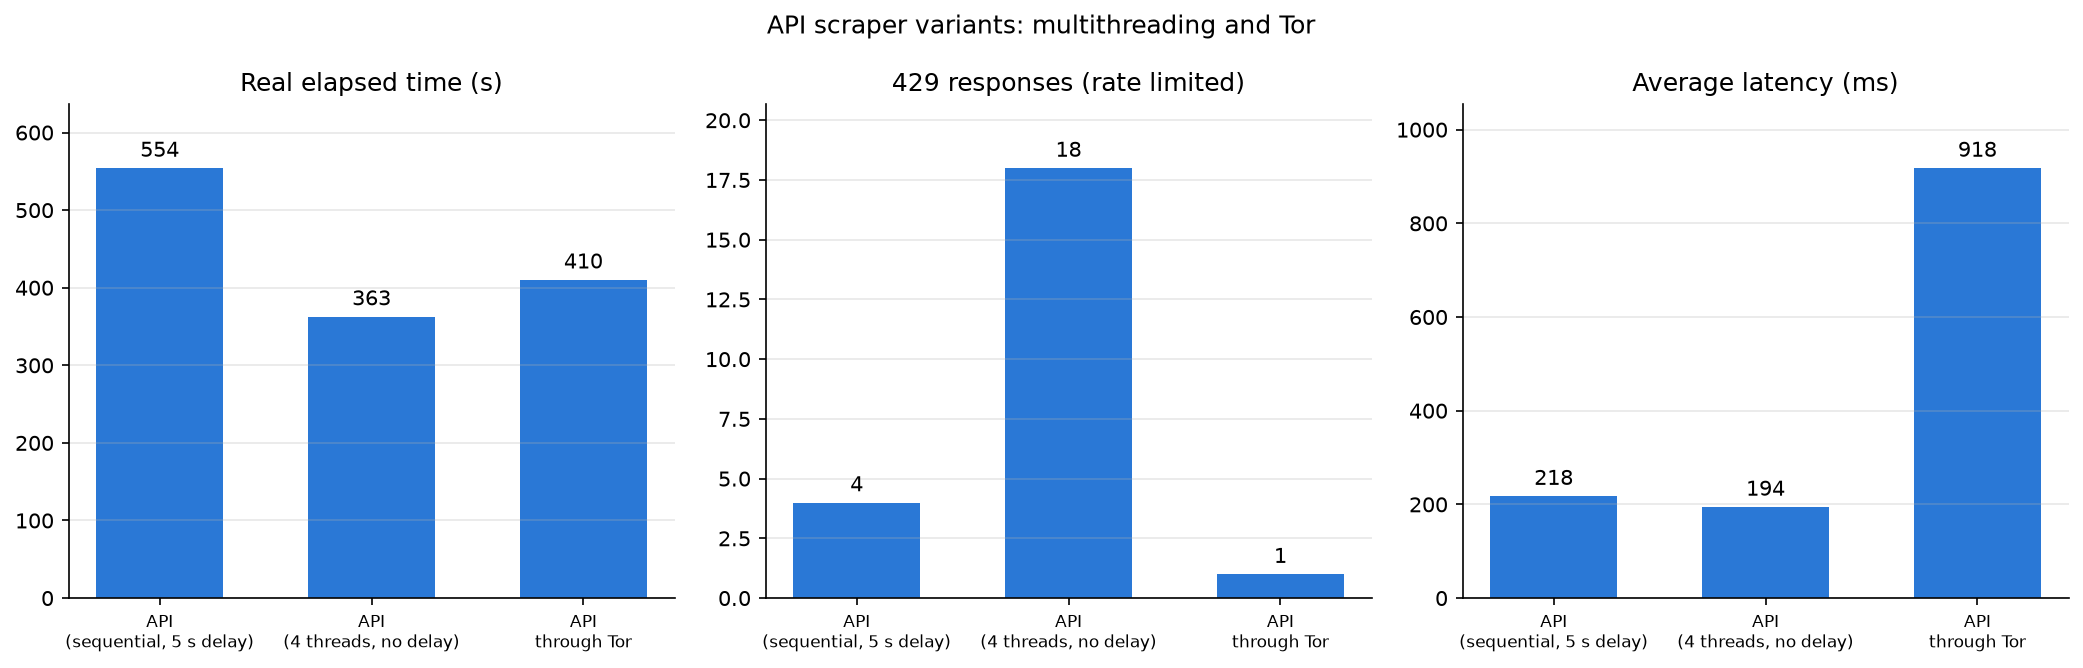 API scraper variants: multithreading and Tor
Real elapsed time (s)
600
500
400
300
200
100
0
554
363
410
API
(sequential, 5 s delay)
API
(4 threads, no delay)
API
through Tor
429 responses (rate limited)
20.0
17.5
15.0
12.5
10.0
7.5
5.0
2.5
0.0
4
18
1
API
(sequential, 5 s delay)
API
(4 threads, no delay)
API
through Tor
Average latency (ms)
1000
800
600
400
200
0
218
194
918
API
(sequential, 5 s delay)
API
(4 threads, no delay)
API
through Tor